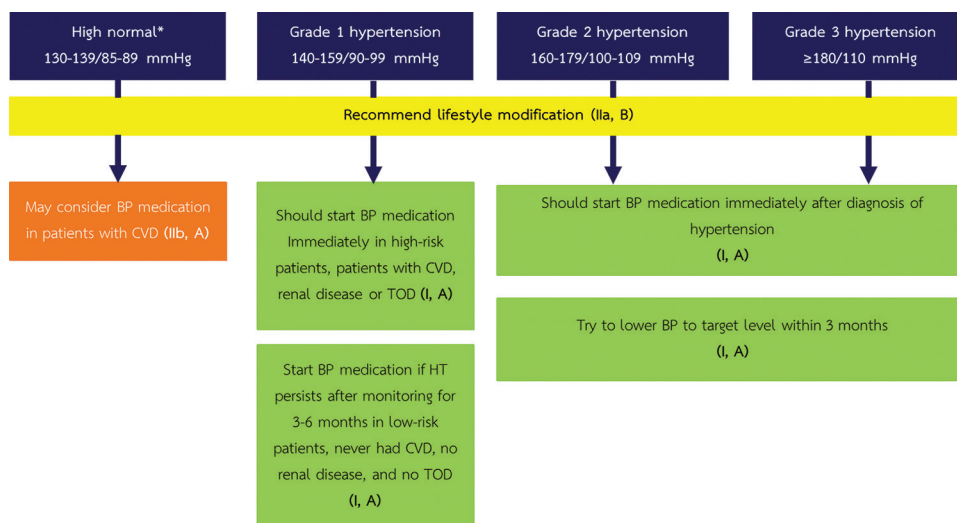 High normal*
130-139/85-89 mmHg
Grade 1 hypertension
140-159/90-99 mmHg
Grade 2 hypertension
160-179/100-109 mmHg
Grade 3 hypertension
≥180/110 mmHg
Recommend lifestyle modification (IIa, B)
May consider BP medication
in patients with CVD (IIb, A)
Should start BP medication
Immediately in high-risk
patients, patients with CVD,
renal disease or TOD (I, A)
Start BP medication if HT
persists after monitoring for
3-6 months in low-risk
patients, never had CVD, no
renal disease, and no TOD
(I, A)
Should start BP medication immediately after diagnosis of
hypertension
(I, A)
Try to lower BP to target level within 3 months
(I, A)